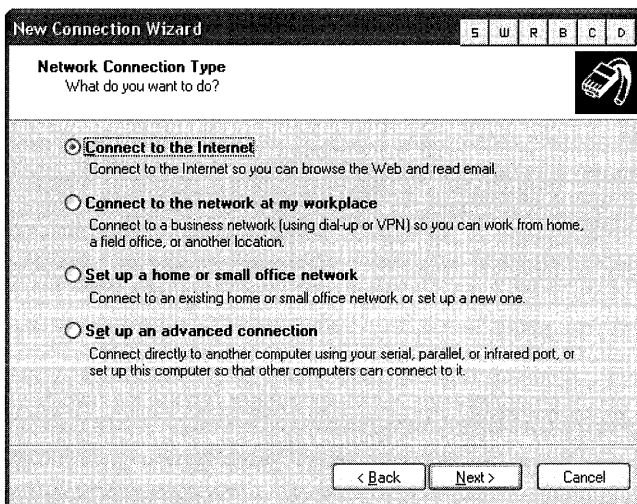 New Connection Wizard
S W R B C D
Network Connection Type
What do you want to do?
Connect to the Internet
Connect to the Internet so you can browse the Web and read email.
Connect to the network at my workplace
Connect to a business network (using dial-up or VPN) so you can work from home,
a field office, or another location.
Set up a home or small office network
Connect to an existing home or small office network or set up a new one.
Set up an advanced connection
Connect directly to another computer using your serial, parallel, or infrared port, or
set up this computer so that other computers can connect to it.
< Back Next > Cancel